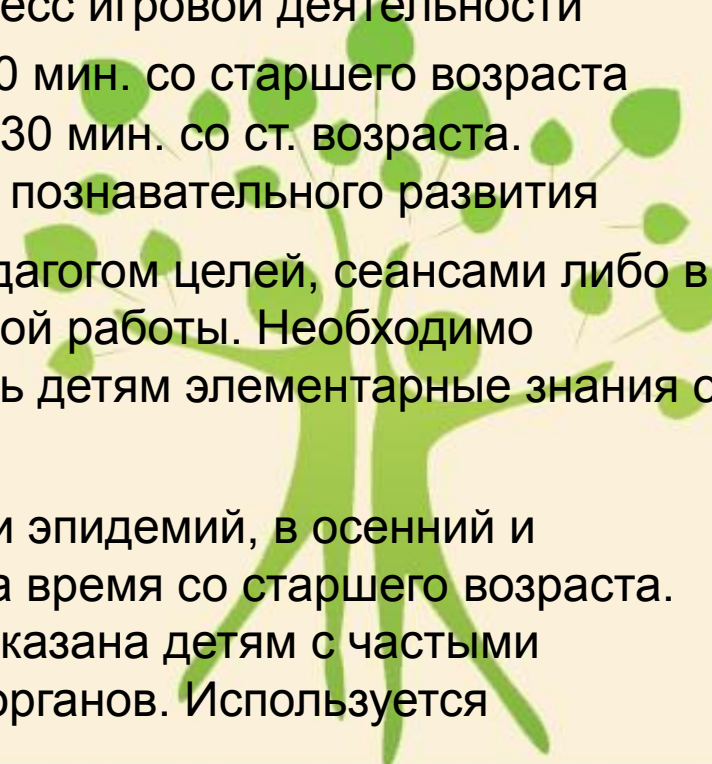 есс игровой деятельности
0 мин. со старшего возраста
30 мин. со ст. возраста.
познавательного развития
дагогом целей, сеансами либо в
ой работы. Необходимо
ь детям элементарные знания о
и эпидемий, в осенний и
а время со старшего возраста.
казана детям с частыми
органов. Используется